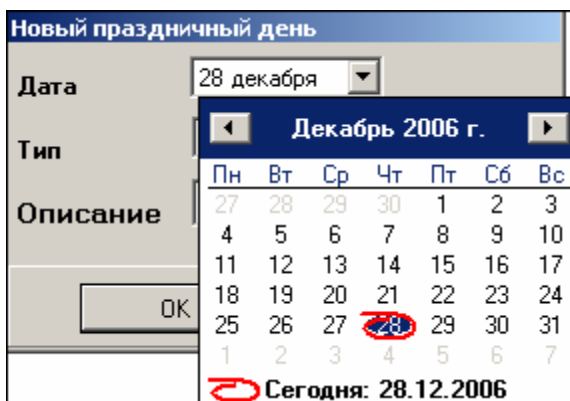 Новый праздничный день
Дата
28 декабря
Тип
Описание
OK
Декабрь 2006 г.
Пн Вт Ср Чт Пт Сб Вс
27 28 29 30 1 2 3
4 5 6 7 8 9 10
11 12 13 14 15 16 17
18 19 20 21 22 23 24
25 26 27 28 29 30 31
1 2 3 4 5 6 7
Сегодня: 28.12.2006